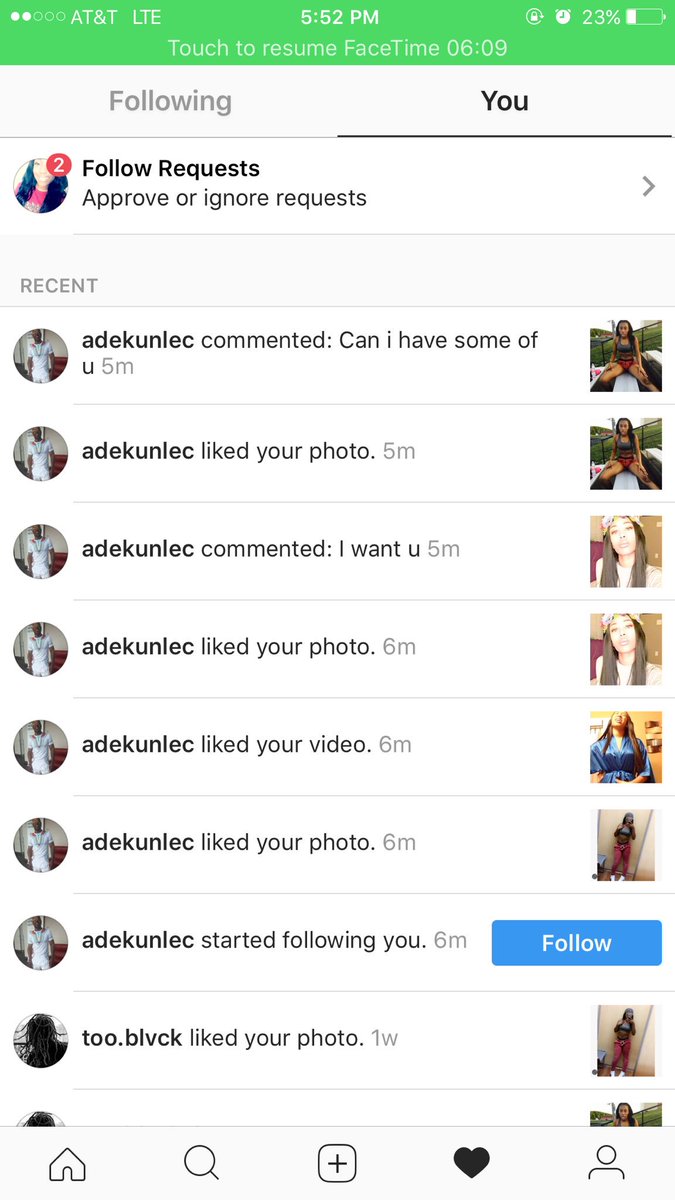 AT&T LTE 5:52 PM 23%
Touch to resume FaceTime 06:09
Following You
2
Follow Requests
Approve or ignore requests
RECENT
adekunlec commented: Can i have some of
u 5m
adekunlec liked your photo. 5m
adekunlec commented: I want u 5m
adekunlec liked your photo. 6m
adekunlec liked your video. 6m
adekunlec liked your photo. 6m
adekunlec started following you. 6m Follow
too.blvck liked your photo. 1w